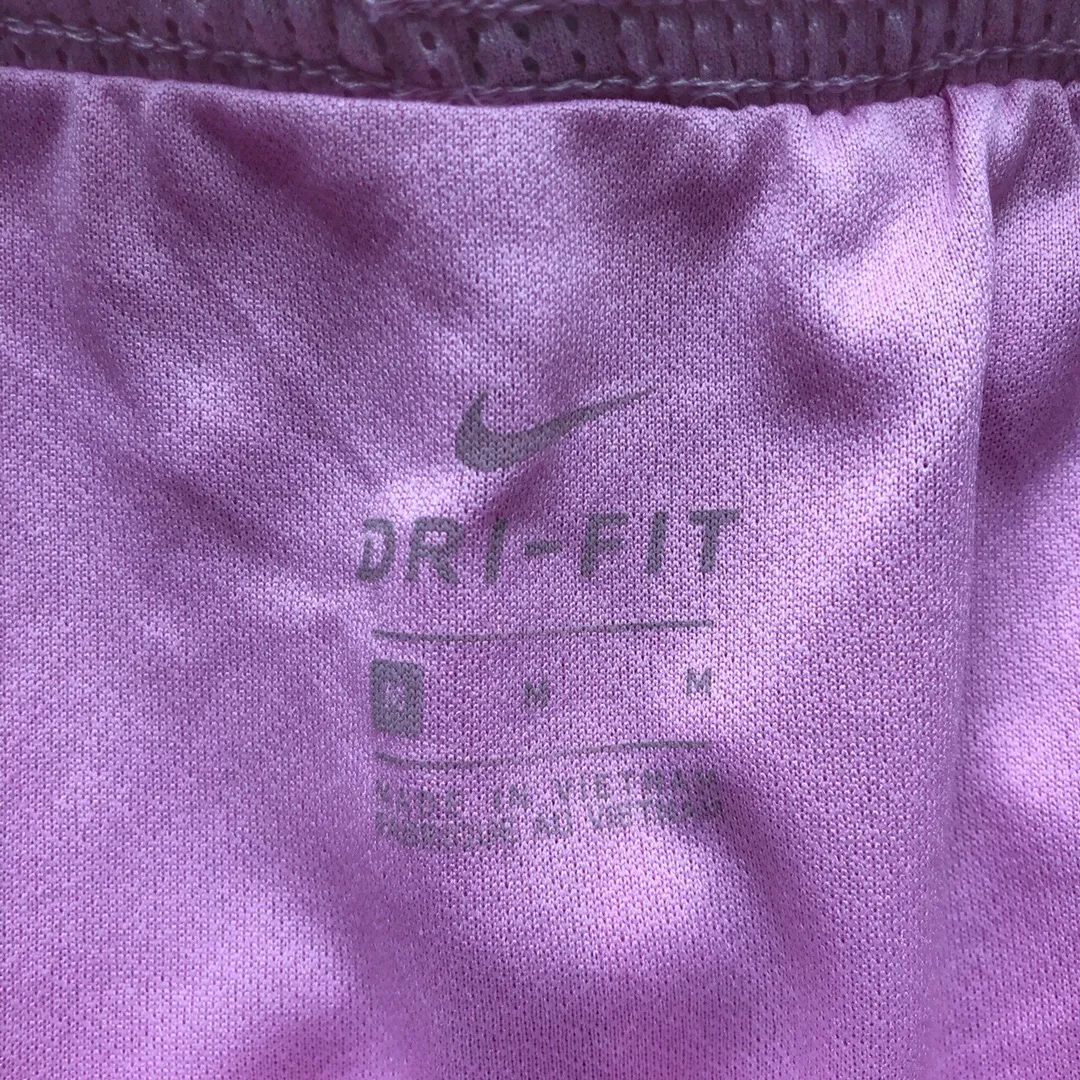 DRI-FIT
M M M
MADE IN VIETNAM
FABRIQUÉ AU VIETNAM